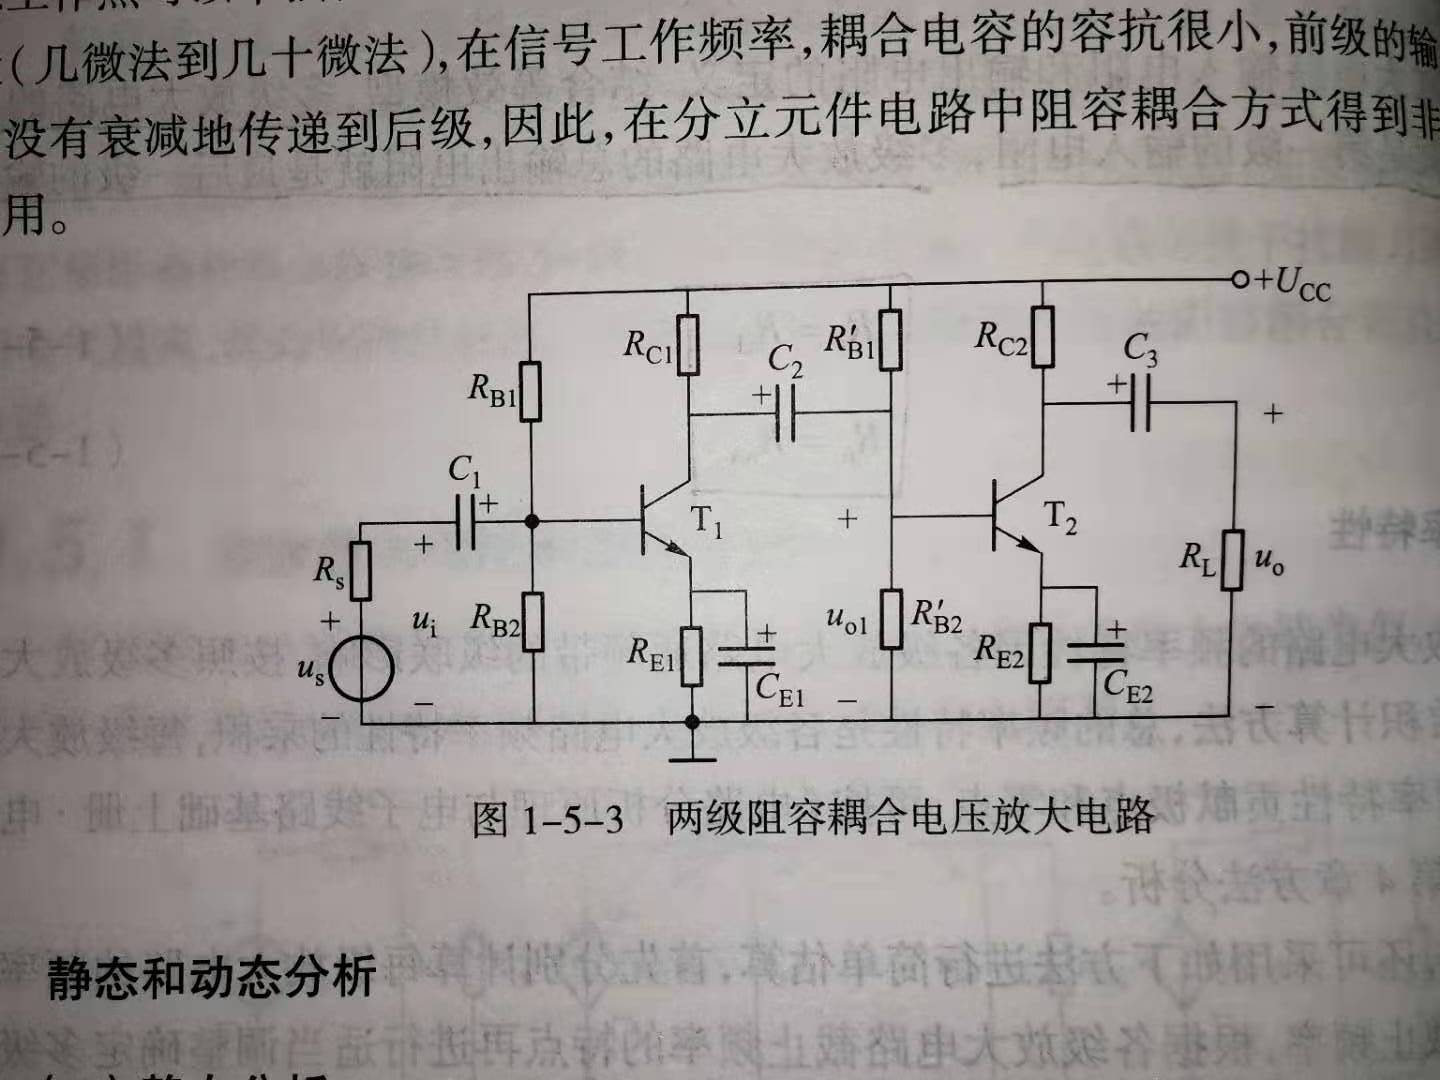 (几微法到几十微法),在信号工作频率,耦合电容的容抗很小,前级的输
没有衰减地传递到后级,因此,在分立元件电路中阻容耦合方式得到非
用。
+UCC
RC1
R′B1
RC2
C2
C3
RB1
+
+
+
C1
+
T1
+
T2
+
Rs
RL
uo
+
ui
RB2
uo1
R′B2
+
RE1
+
RE2
+
us
CE1
CE2
−
−
−
−
图 1-5-3 两级阻容耦合电压放大电路
静态和动态分析